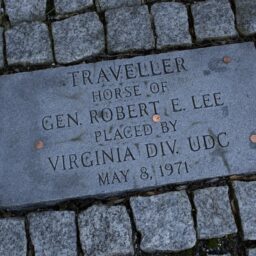 TRAVELLER
HORSE OF
GEN. ROBERT E. LEE
PLACED BY
VIRGINIA DIV. UDC
MAY 8, 1971